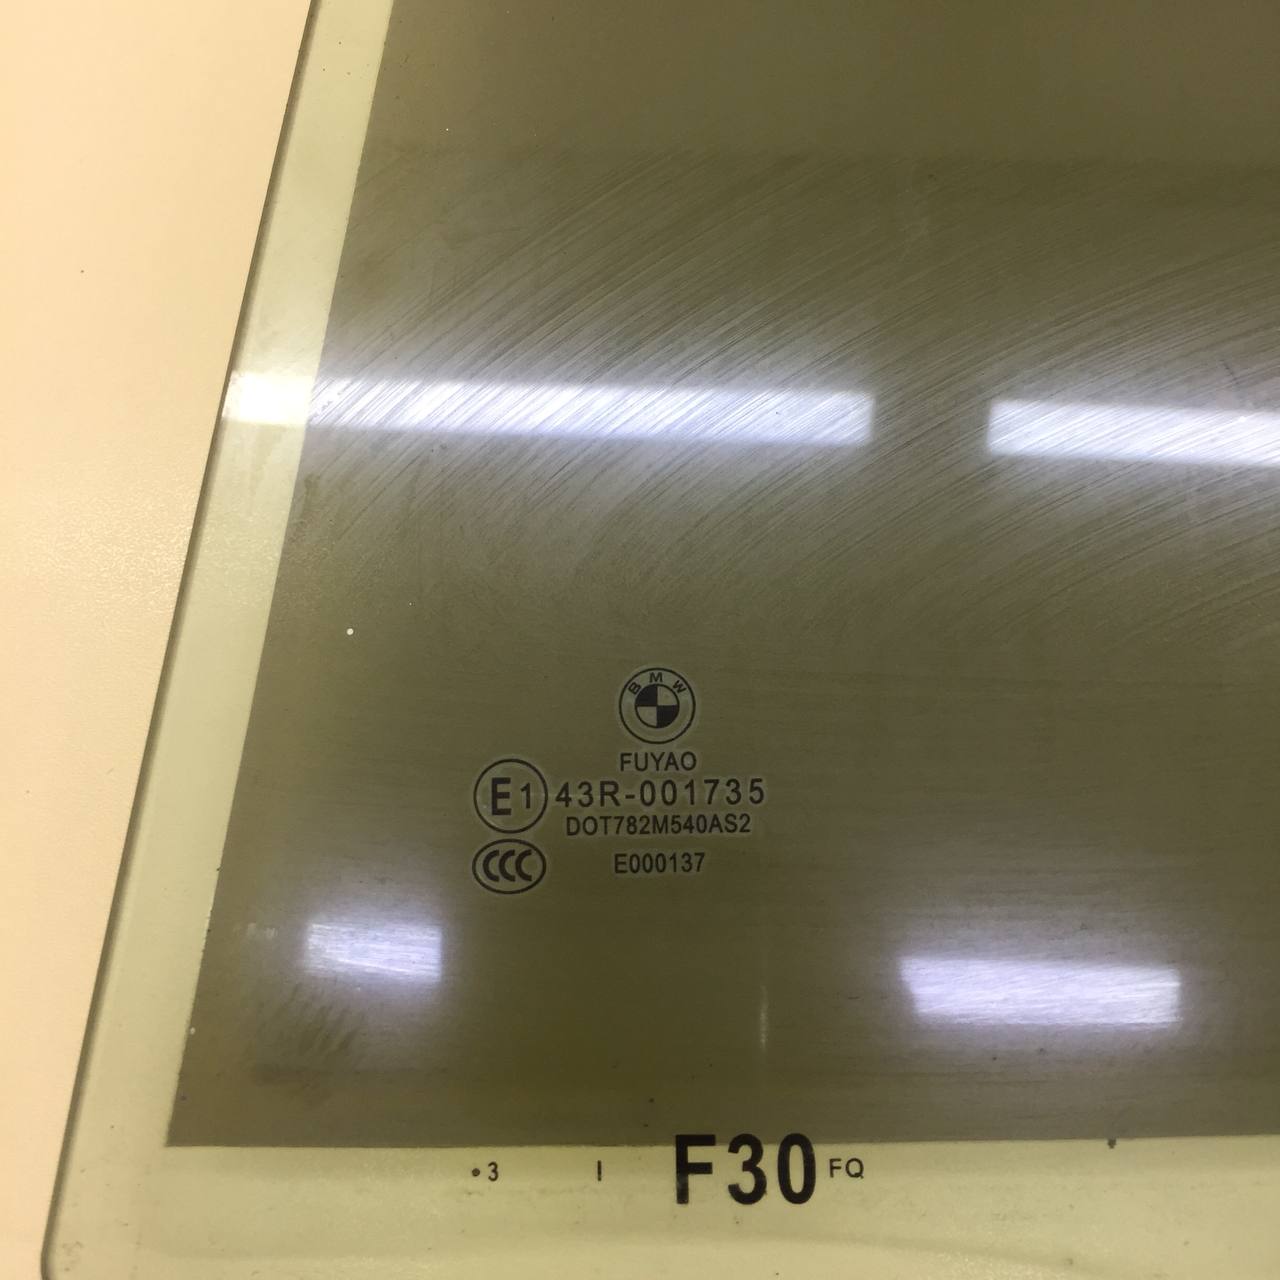 BMW
FUYAO
E1 43R-001735
DOT782M540AS2
CCC E000137
•3 I F30 FQ